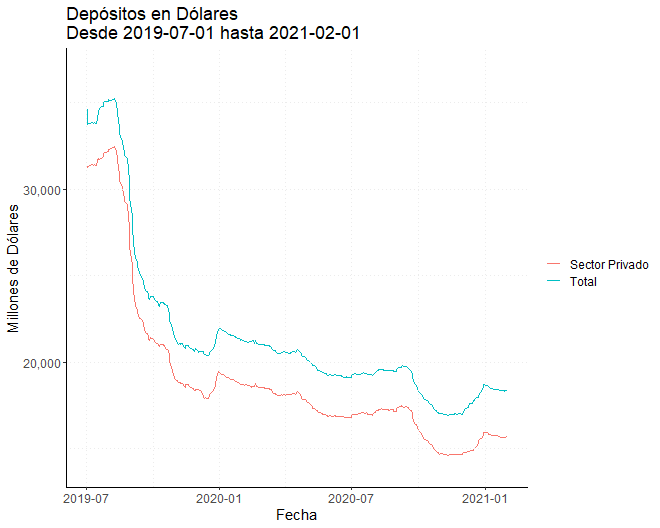 Depósitos en Dólares
Desde 2019-07-01 hasta 2021-02-01
Millones de Dólares
30,000
20,000
2019-07
2020-01
2020-07
2021-01
Fecha
Sector Privado
Total